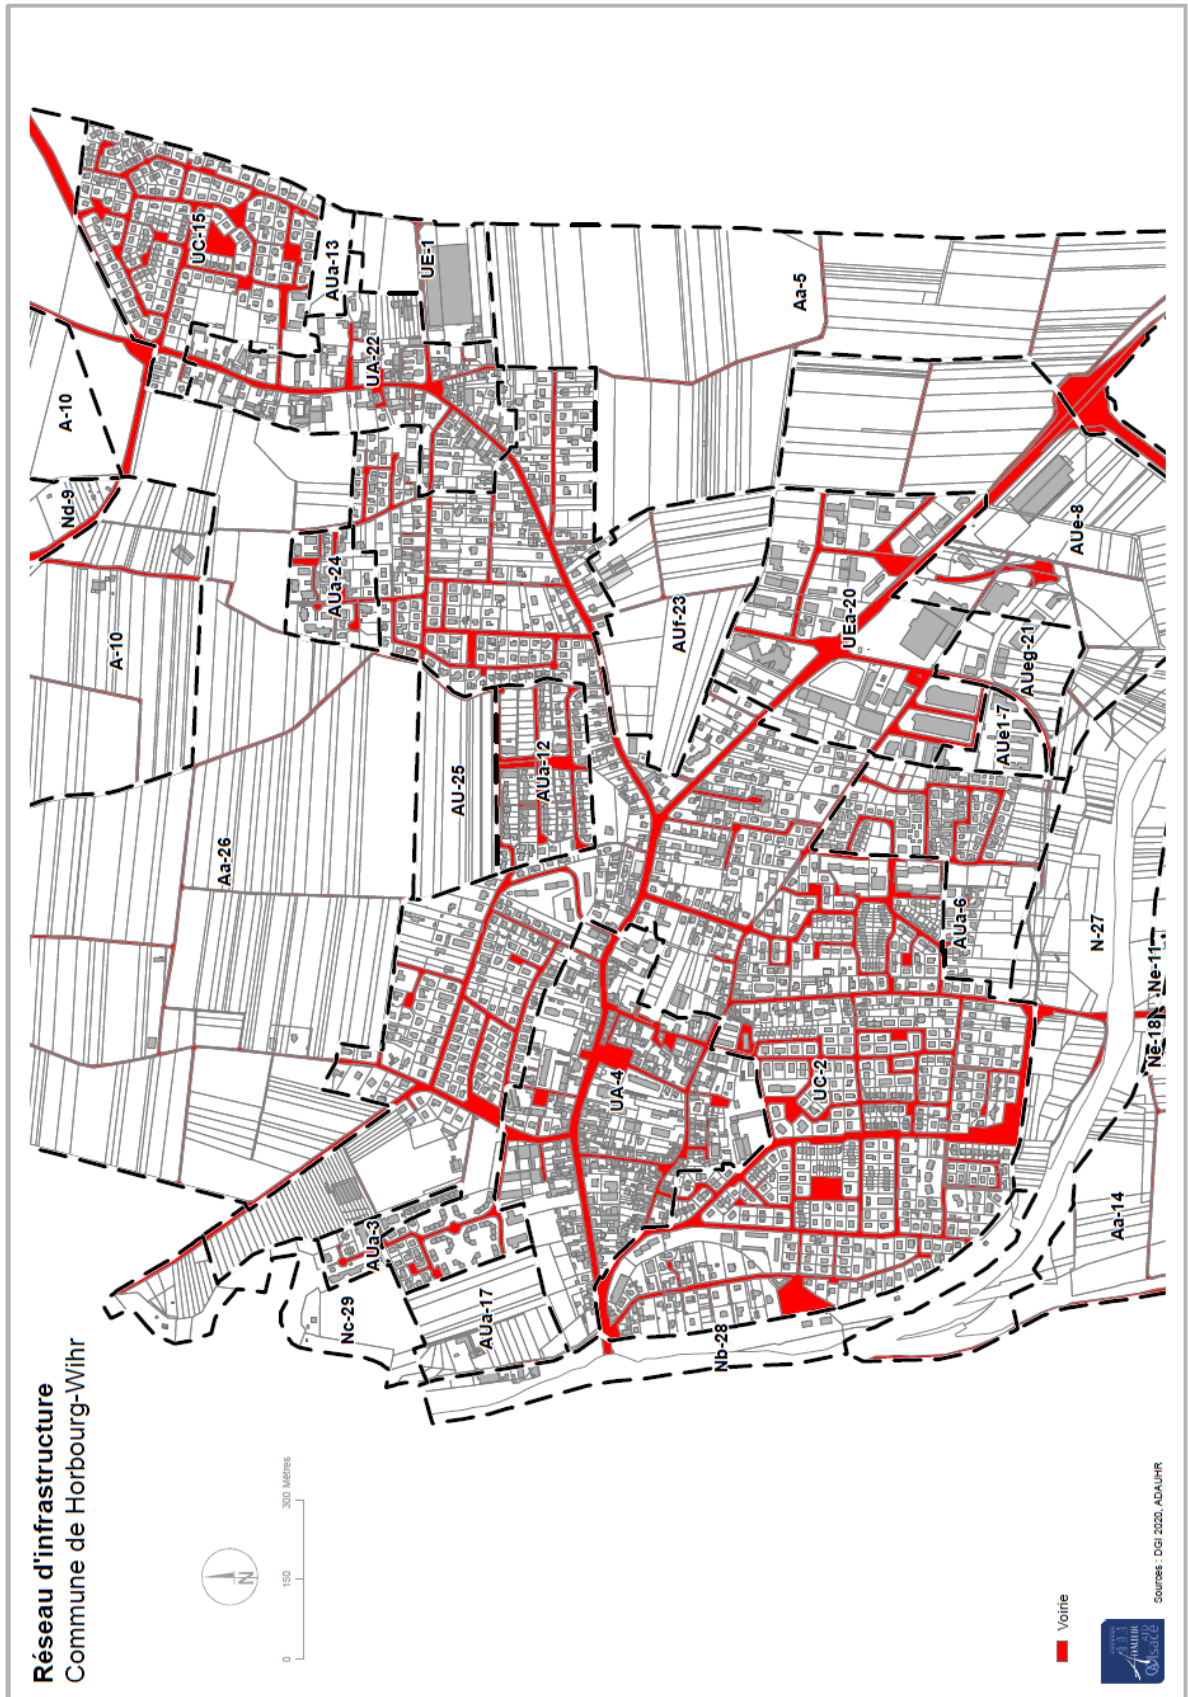 Réseau d'infrastructure
Commune de Horbourg-Wihr
N
0
150
300 Mètres
UC-15
AUa-13
UE-1
A-10
UA-22
Aa-5
Nd-9
A-10
AUa-24
AUf-23
UEa-20
AUe-8
AUeg-21
AUe1-7
AU-25
AUa-12
Aa-26
AUa-6
N-27
Ne-11
Ne-18
UA-4
UC-2
Aa-14
AUa-3
Nc-29
AUa-17
Nb-28
Voirie
ADAUHR
ATD
Alsace
Sources : DGI 2020, ADAUHR